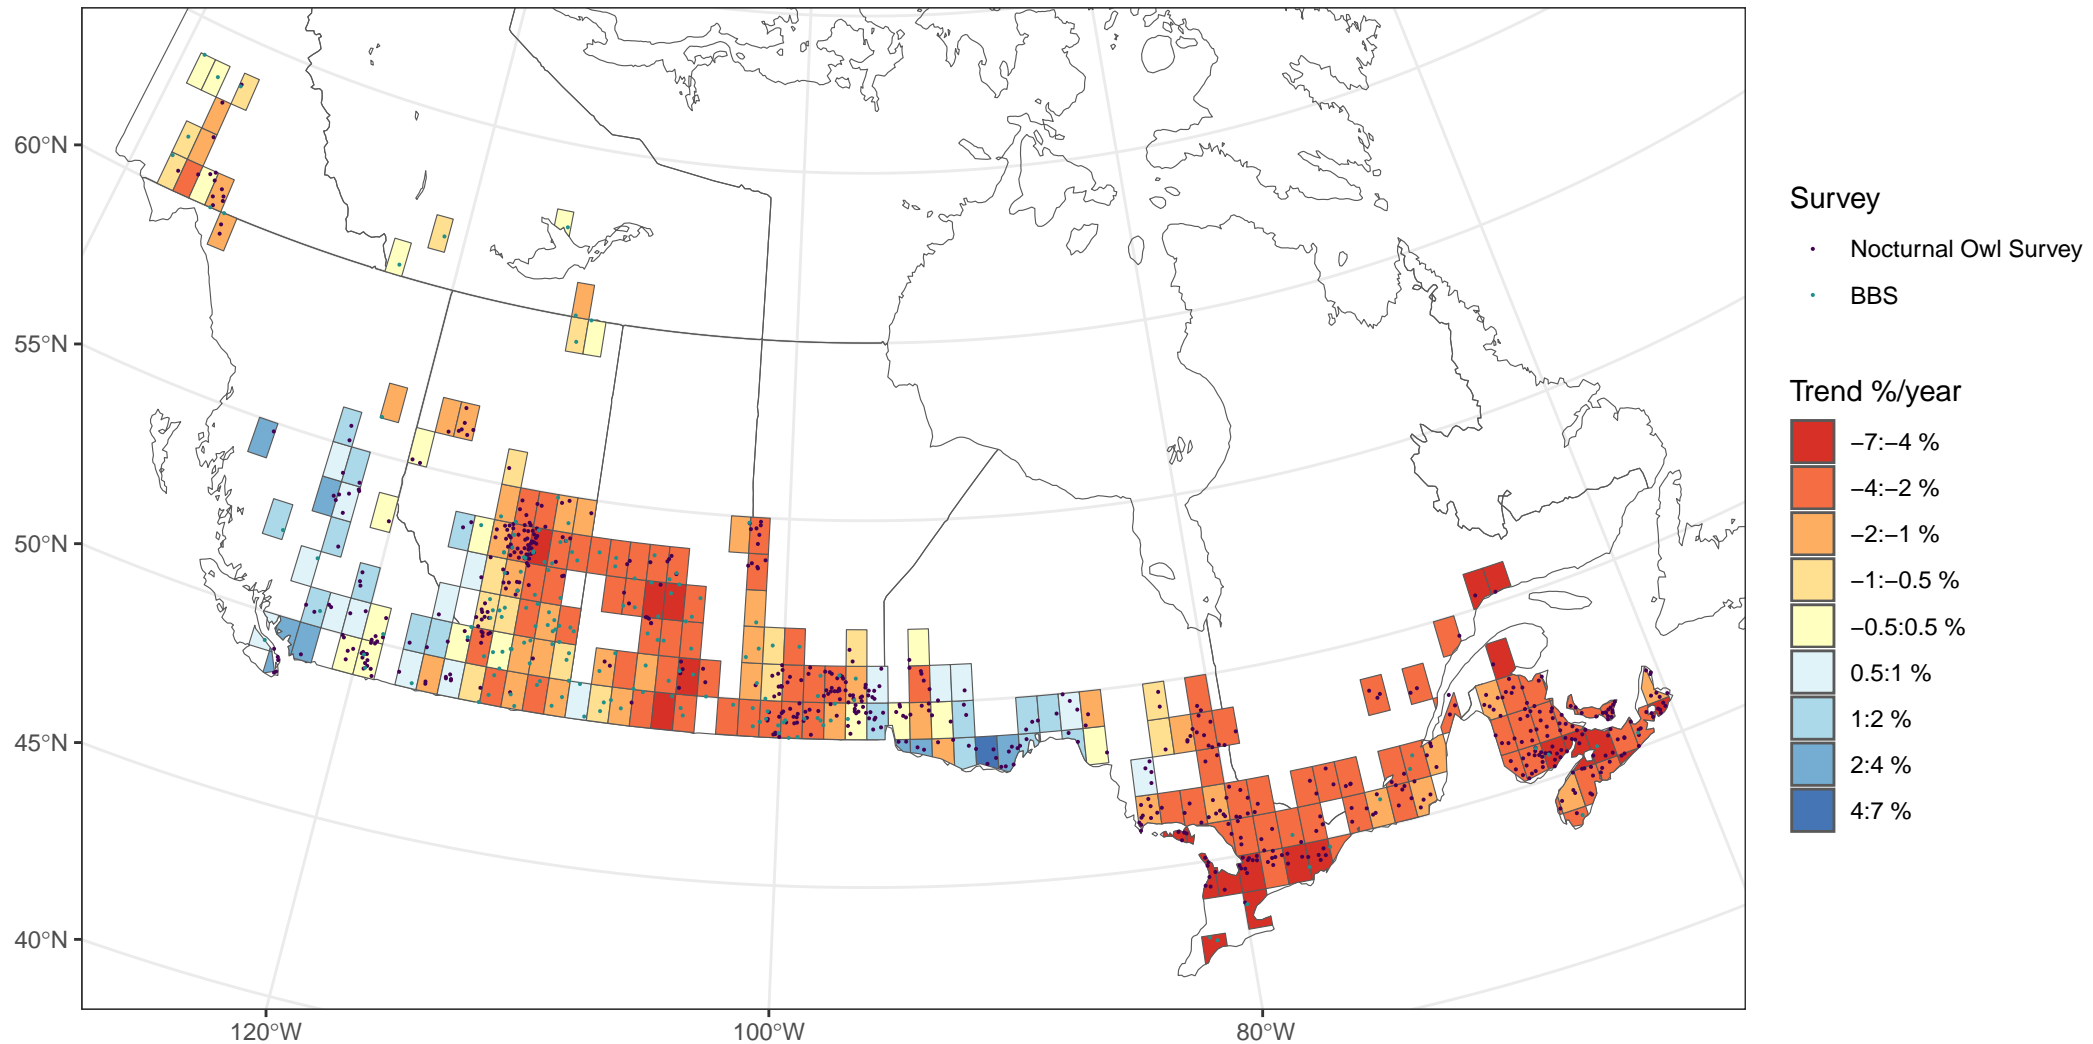 60°N
55°N
50°N
45°N
40°N
120°W
100°W
80°W
Survey
Nocturnal Owl Survey
BBS
Trend %/year
−7:−4 %
−4:−2 %
−2:−1 %
−1:−0.5 %
−0.5:0.5 %
0.5:1 %
1:2 %
2:4 %
4:7 %